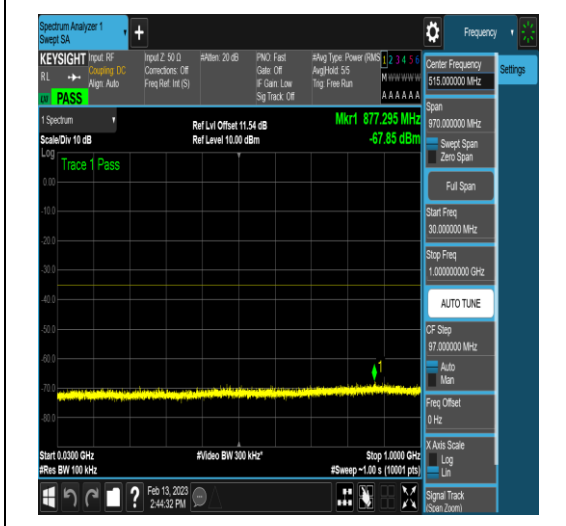 Spectrum Analyzer 1
Swept SA
+
Frequency
KEYSIGHT
RL
PASS
Input: RF
Coupling: DC
Align: Auto
Input Z: 50 Ω
Corrections: Off
Freq Ref: Int (S)
#Atten: 20 dB
PNO: Fast
Gate: Off
IF Gain: Low
Sig Track: Off
#Avg Type: Power (RMS
Avg|Hold: 5/5
Trig: Free Run
1 2 3 4 5 6
M W W W W W
A A A A A A
1 Spectrum
Scale/Div 10 dB
Log
Ref Lvl Offset 11.54 dB
Ref Level 10.00 dBm
Mkr1 877.295 MHz
-67.85 dBm
Trace 1 Pass
0.00
-10.0
-20.0
-30.0
-40.0
-50.0
-60.0
-70.0
-80.0
1
Start 0.0300 GHz
#Res BW 100 kHz
#Video BW 300 kHz*
Stop 1.0000 GHz
#Sweep ~1.00 s (10001 pts)
?
Feb 13, 2023
2:44:32 PM
Center Frequency
515.000000 MHz
Span
970.000000 MHz
Swept Span
Zero Span
Full Span
Start Freq
30.000000 MHz
Stop Freq
1.000000000 GHz
AUTO TUNE
CF Step
97.000000 MHz
Auto
Man
Freq Offset
0 Hz
X Axis Scale
Log
Lin
Signal Track
(Span Zoom)
Settings